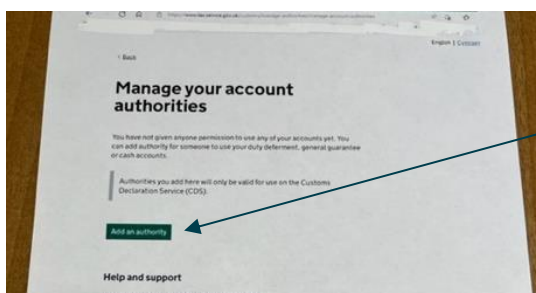 English | Cymraeg
Back
Manage your account
authorities
You have not given anyone permission to use any of your accounts yet. You
can add authority for someone to use your duty deferment, general guarantee
or cash accounts.
Authorities you add here will only be valid for use on the Customs
Declaration Service (CDS).
Add an authority
Help and support